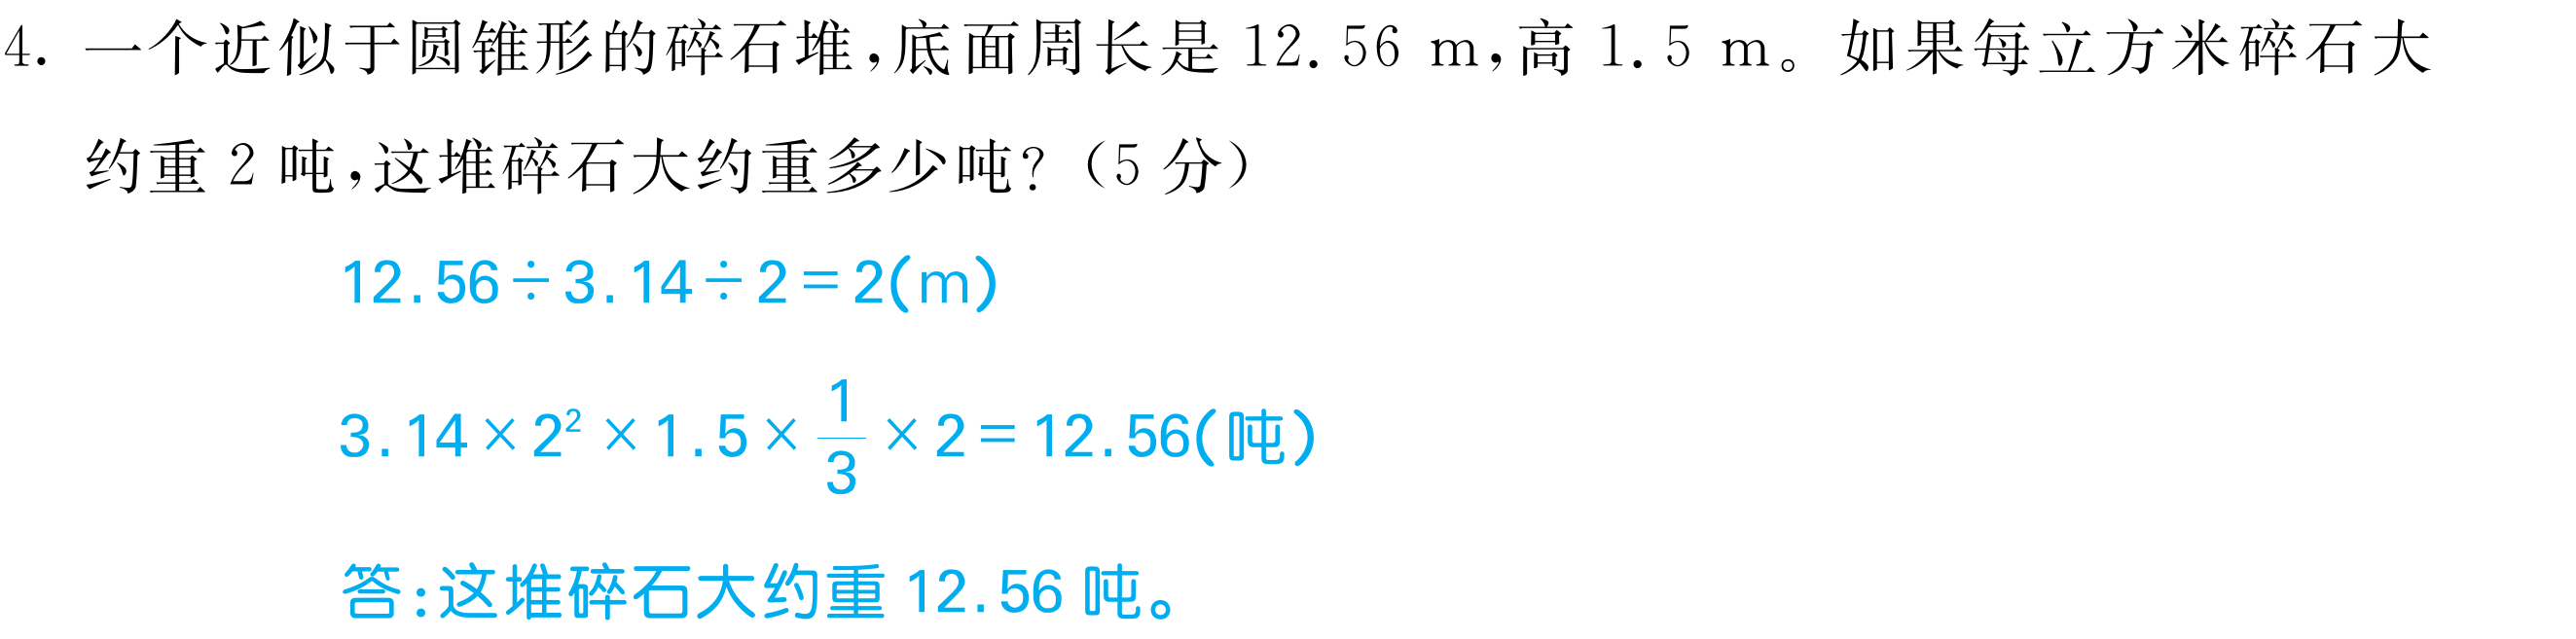 4. 一个近似于圆锥形的碎石堆,底面周长是 12.56 m,高 1.5 m。如果每立方米碎石大
约重 2 吨,这堆碎石大约重多少吨?(5 分)
12.56÷3.14÷2=2(m)
3.14×2²×1.5×1/3×2=12.56(吨)
答:这堆碎石大约重 12.56 吨。